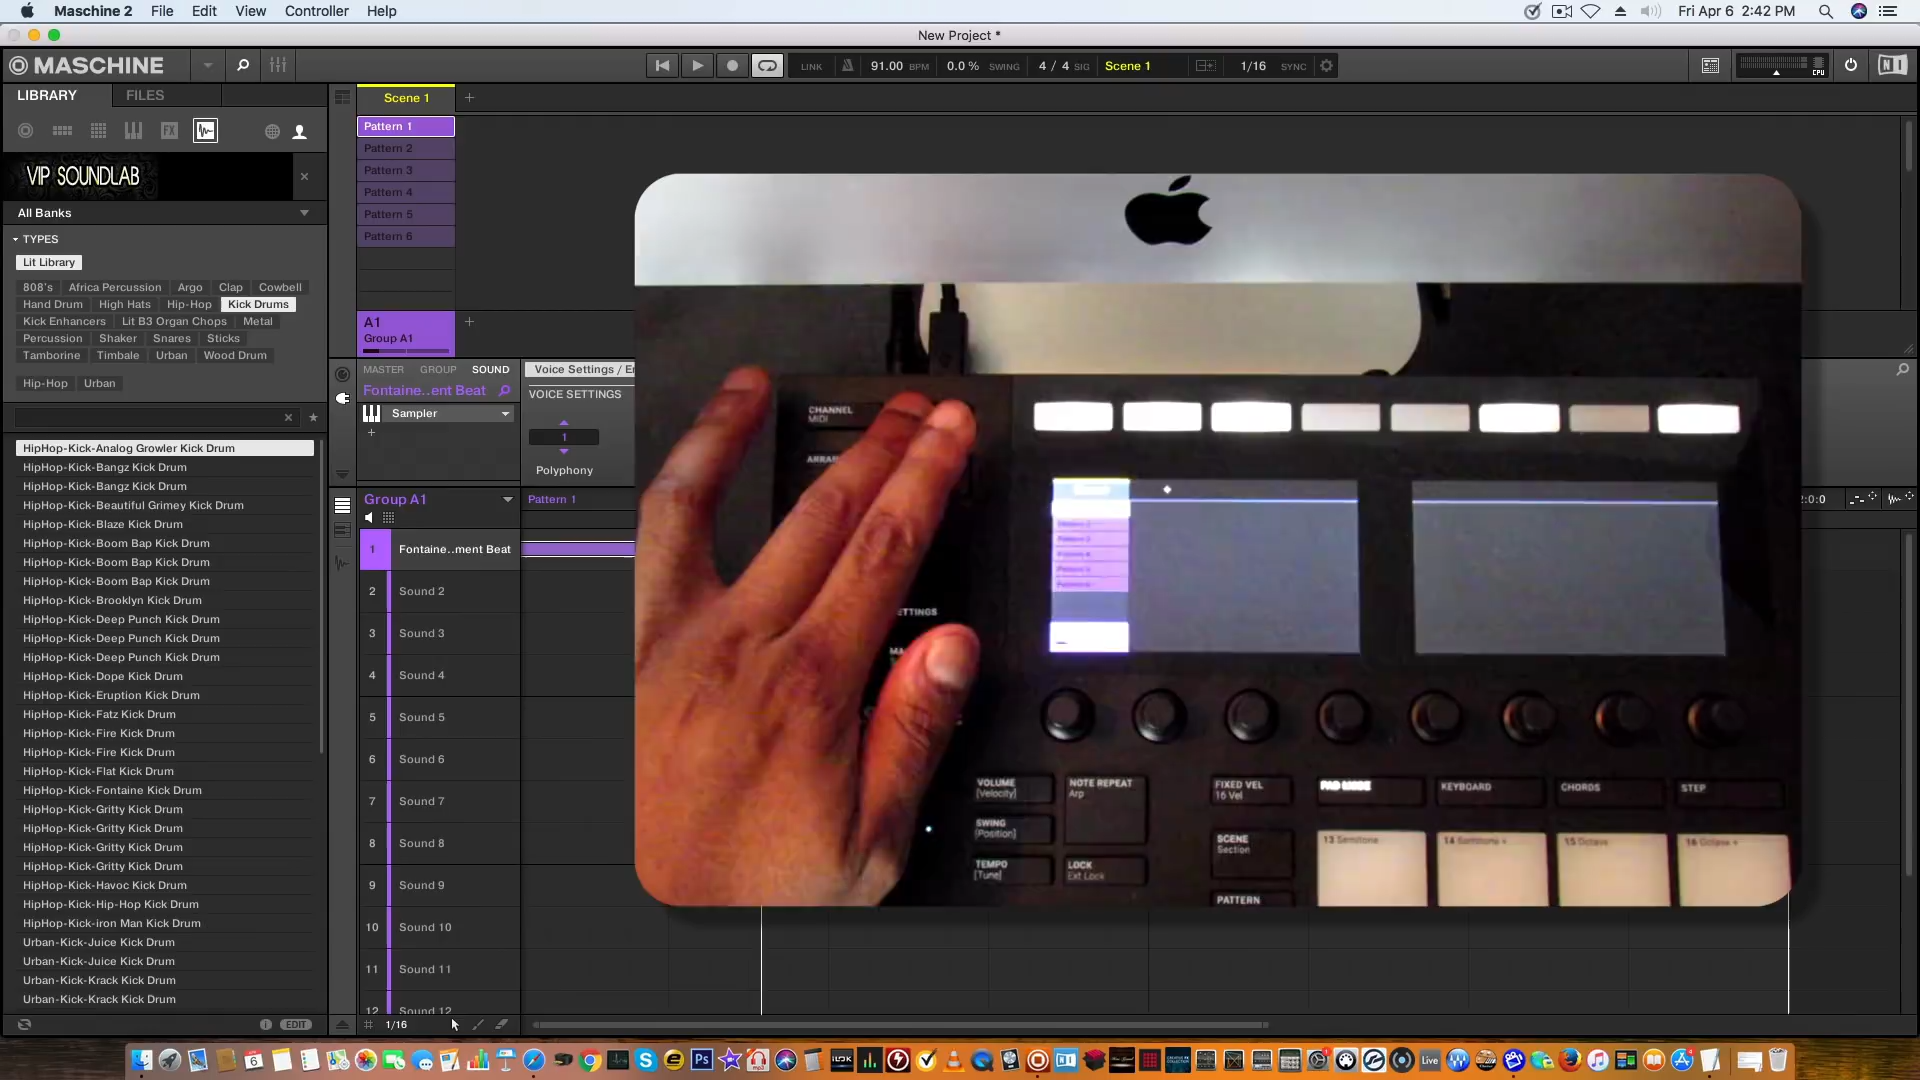 Maschine 2 File Edit View Controller Help
Fri Apr 6 2:42 PM
New Project *
MASCHINE
LINK 91.00 BPM 0.0 % SWING 4 / 4 SIG Scene 1 1/16 SYNC
CPU
LIBRARY FILES
Scene 1 +
Pattern 1
Pattern 2
Pattern 3
Pattern 4
Pattern 5
Pattern 6
FX
VIP SOUNDLAB
All Banks
TYPES
Lit Library
808's Africa Percussion Argo Clap Cowbell
Hand Drum High Hats Hip-Hop Kick Drums
Kick Enhancers Lit B3 Organ Chops Metal
Percussion Shaker Snares Sticks
Tamborine Timbale Urban Wood Drum
Hip-Hop Urban
A1
Group A1
MASTER GROUP SOUND
Fontaine..ent Beat
Sampler
Voice Settings / E
VOICE SETTINGS
1
Polyphony
HipHop-Kick-Analog Growler Kick Drum
HipHop-Kick-Bangz Kick Drum
HipHop-Kick-Bangz Kick Drum
HipHop-Kick-Beautiful Grimey Kick Drum
HipHop-Kick-Blaze Kick Drum
HipHop-Kick-Boom Bap Kick Drum
HipHop-Kick-Boom Bap Kick Drum
HipHop-Kick-Boom Bap Kick Drum
HipHop-Kick-Brooklyn Kick Drum
HipHop-Kick-Deep Punch Kick Drum
HipHop-Kick-Deep Punch Kick Drum
HipHop-Kick-Deep Punch Kick Drum
HipHop-Kick-Dope Kick Drum
HipHop-Kick-Eruption Kick Drum
HipHop-Kick-Fatz Kick Drum
HipHop-Kick-Fire Kick Drum
HipHop-Kick-Fire Kick Drum
HipHop-Kick-Flat Kick Drum
HipHop-Kick-Fontaine Kick Drum
HipHop-Kick-Gritty Kick Drum
HipHop-Kick-Gritty Kick Drum
HipHop-Kick-Gritty Kick Drum
HipHop-Kick-Gritty Kick Drum
HipHop-Kick-Havoc Kick Drum
HipHop-Kick-Hip-Hop Kick Drum
HipHop-Kick-iron Man Kick Drum
Urban-Kick-Juice Kick Drum
Urban-Kick-Juice Kick Drum
Urban-Kick-Krack Kick Drum
Urban-Kick-Krack Kick Drum
EDIT
Group A1 Pattern 1
1 Fontaine..ment Beat
2 Sound 2
3 Sound 3
4 Sound 4
5 Sound 5
6 Sound 6
7 Sound 7
8 Sound 8
9 Sound 9
10 Sound 10
11 Sound 11
12 Sound 12
1/16
2:0:0
CHANNEL
MIDI
VOLUME
[Velocity]
NOTE REPEAT
Arp
SWING
[Position]
TEMPO
[Tune]
LOCK
Ext Lock
FIXED VEL
16 Vel
PAD MODE
KEYBOARD
CHORDS
STEP
SCENE
Section
PATTERN
13 Semitone -
14 Semitone +
15 Octave -
16 Octave +
Live